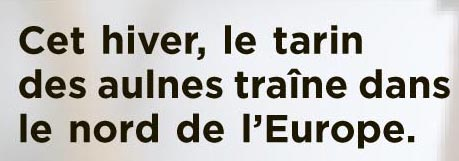 Cet hiver, le tarin
des aulnes traîne dans
le nord de l’Europe.